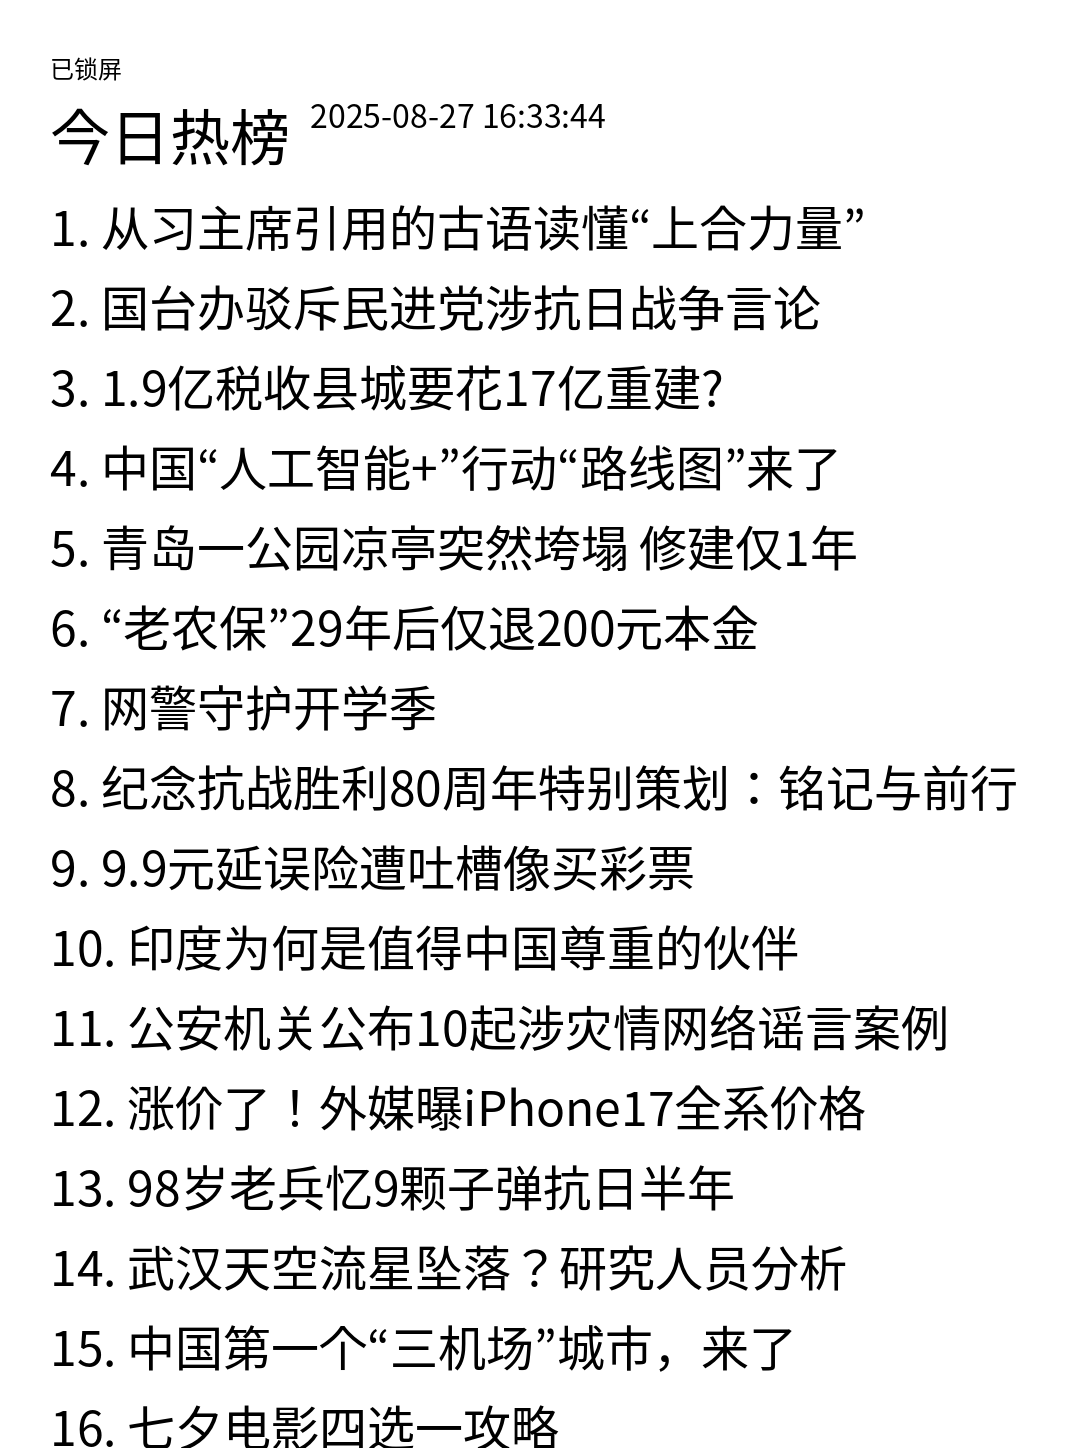 已锁屏
今日热榜 2025-08-27 16:33:44
1. 从习主席引用的古语读懂“上合力量”
2. 国台办驳斥民进党涉抗日战争言论
3. 1.9亿税收县城要花17亿重建?
4. 中国“人工智能+”行动“路线图”来了
5. 青岛一公园凉亭突然垮塌 修建仅1年
6. “老农保”29年后仅退200元本金
7. 网警守护开学季
8. 纪念抗战胜利80周年特别策划：铭记与前行
9. 9.9元延误险遭吐槽像买彩票
10. 印度为何是值得中国尊重的伙伴
11. 公安机关公布10起涉灾情网络谣言案例
12. 涨价了！外媒曝iPhone17全系价格
13. 98岁老兵忆9颗子弹抗日半年
14. 武汉天空流星坠落？研究人员分析
15. 中国第一个“三机场”城市，来了
16. 七夕电影四选一攻略